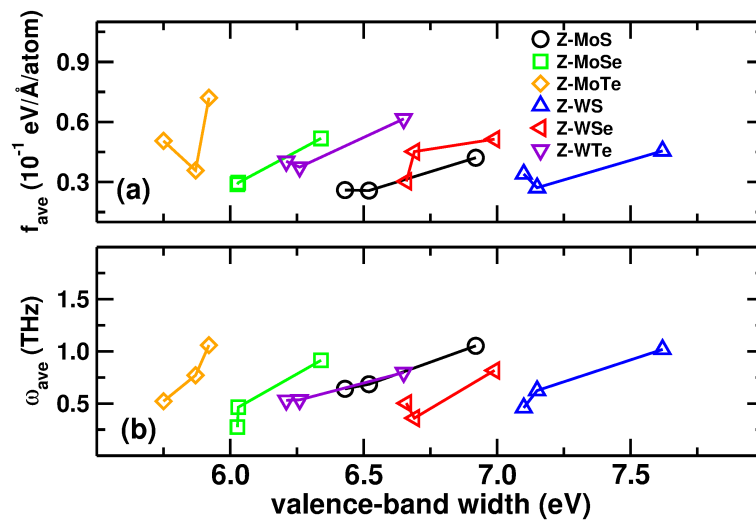 0.9
0.6
0.3
f_ave (10^-1 eV/Å/atom)
(a)
Z-MoS
Z-MoSe
Z-MoTe
Z-WS
Z-WSe
Z-WTe
1.5
1.0
0.5
ω_ave (THz)
(b)
6.0 6.5 7.0 7.5
valence-band width (eV)